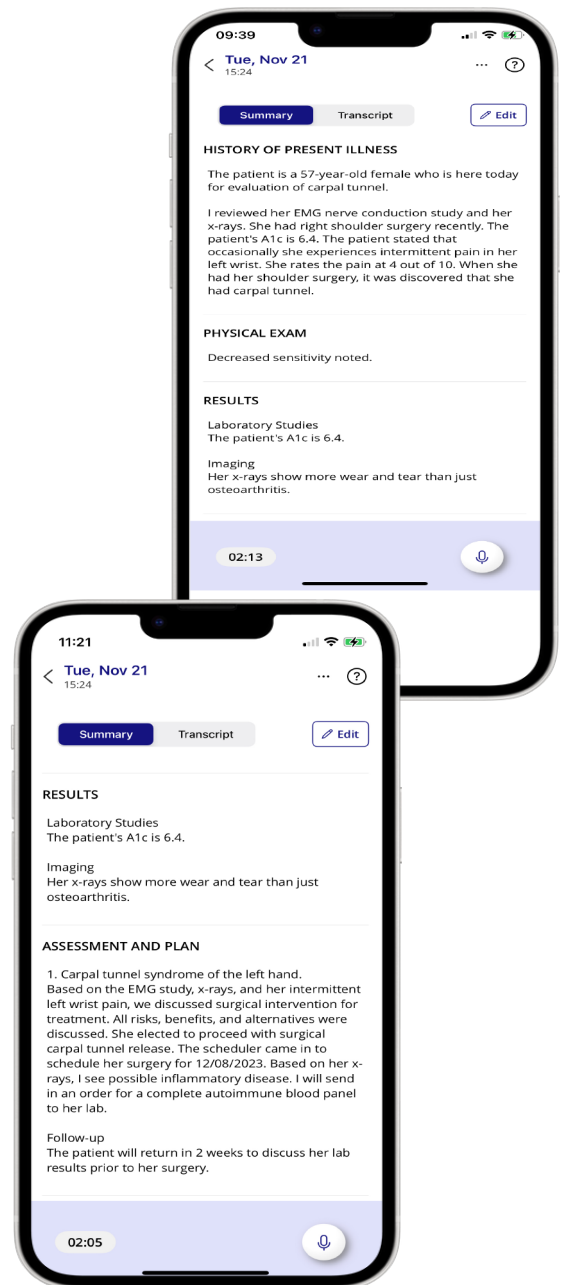 09:39
Tue, Nov 21
15:24
Summary
Transcript
Edit
HISTORY OF PRESENT ILLNESS
The patient is a 57-year-old female who is here today
for evaluation of carpal tunnel.
I reviewed her EMG nerve conduction study and her
x-rays. She had right shoulder surgery recently. The
patient's A1c is 6.4. The patient stated that
occasionally she experiences intermittent pain in her
left wrist. She rates the pain at 4 out of 10. When she
had her shoulder surgery, it was discovered that she
had carpal tunnel.
PHYSICAL EXAM
Decreased sensitivity noted.
RESULTS
Laboratory Studies
The patient's A1c is 6.4.
Imaging
Her x-rays show more wear and tear than just
osteoarthritis.
02:13
11:21
Tue, Nov 21
15:24
Summary
Transcript
Edit
RESULTS
Laboratory Studies
The patient's A1c is 6.4.
Imaging
Her x-rays show more wear and tear than just
osteoarthritis.
ASSESSMENT AND PLAN
1. Carpal tunnel syndrome of the left hand.
Based on the EMG study, x-rays, and her intermittent
left wrist pain, we discussed surgical intervention for
treatment. All risks, benefits, and alternatives were
discussed. She elected to proceed with surgical
carpal tunnel release. The scheduler came in to
schedule her surgery for 12/08/2023. Based on her x-
rays, I see possible inflammatory disease. I will send
in an order for a complete autoimmune blood panel
to her lab.
Follow-up
The patient will return in 2 weeks to discuss her lab
results prior to her surgery.
02:05